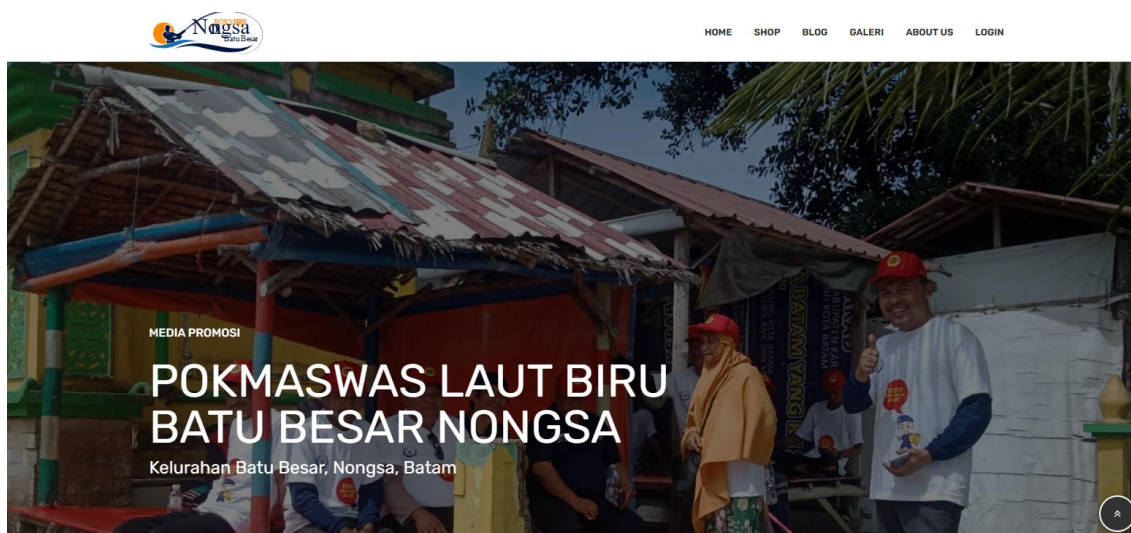 POKMASWAS
Nongsa
Batu Besar
HOME SHOP BLOG GALERI ABOUT US LOGIN
MEDIA PROMOSI
POKMASWAS LAUT BIRU
BATU BESAR NONGSA
Kelurahan Batu Besar, Nongsa, Batam
BATAM YANG